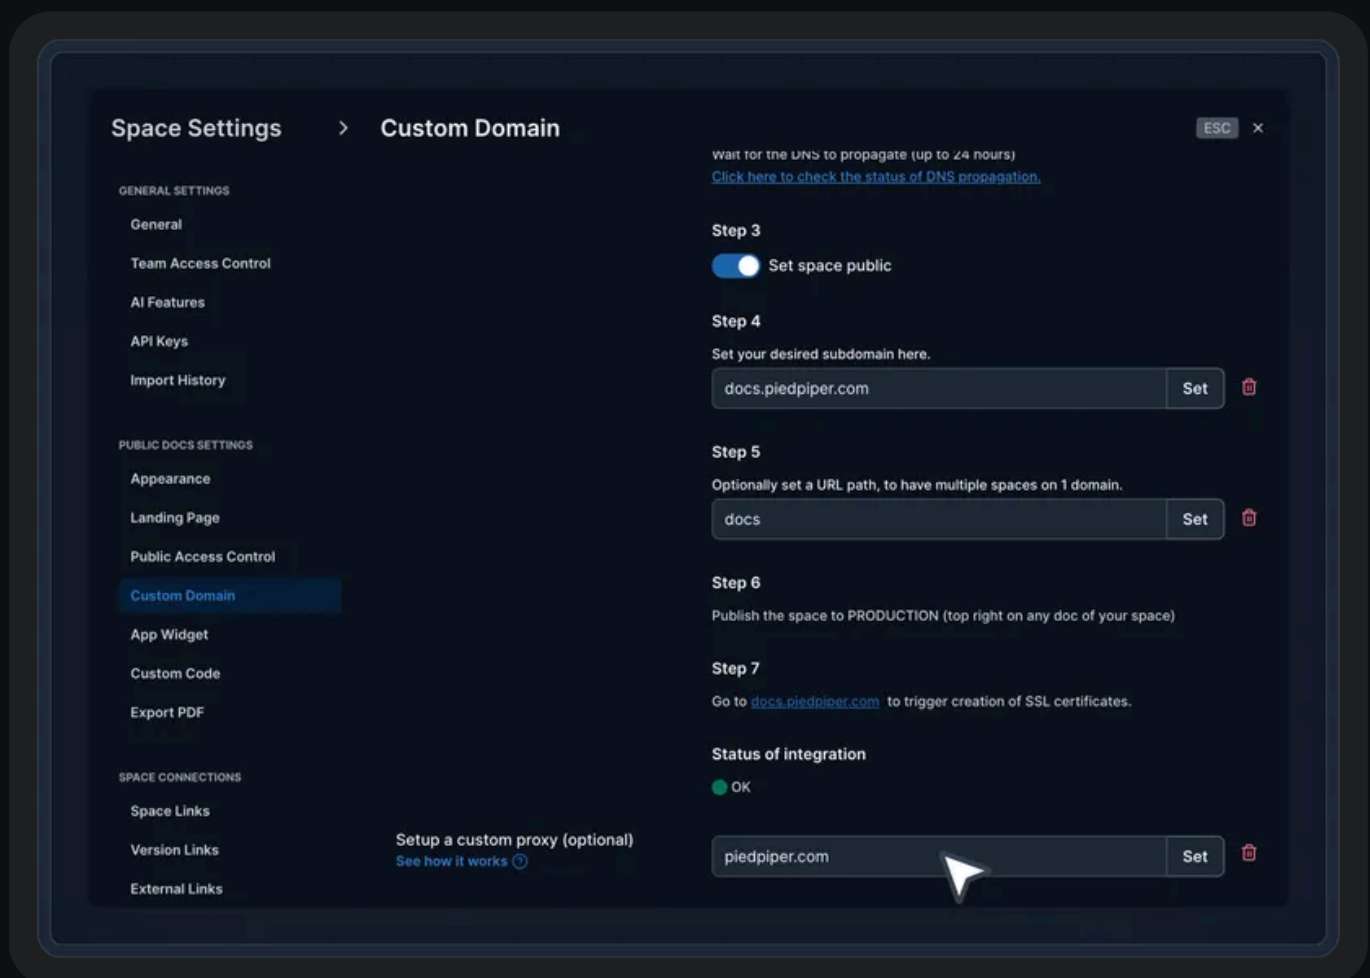 Space Settings > Custom Domain
ESC ×
GENERAL SETTINGS
General
Team Access Control
AI Features
API Keys
Import History
PUBLIC DOCS SETTINGS
Appearance
Landing Page
Public Access Control
Custom Domain
App Widget
Custom Code
Export PDF
SPACE CONNECTIONS
Space Links
Version Links
External Links
Wait for the DNS to propagate (up to 24 hours)
Click here to check the status of DNS propagation.
Step 3
Set space public
Step 4
Set your desired subdomain here.
docs.piedpiper.com Set
Step 5
Optionally set a URL path, to have multiple spaces on 1 domain.
docs Set
Step 6
Publish the space to PRODUCTION (top right on any doc of your space)
Step 7
Go to docs.piedpiper.com to trigger creation of SSL certificates.
Status of integration
OK
Setup a custom proxy (optional)
See how it works ?
piedpiper.com Set